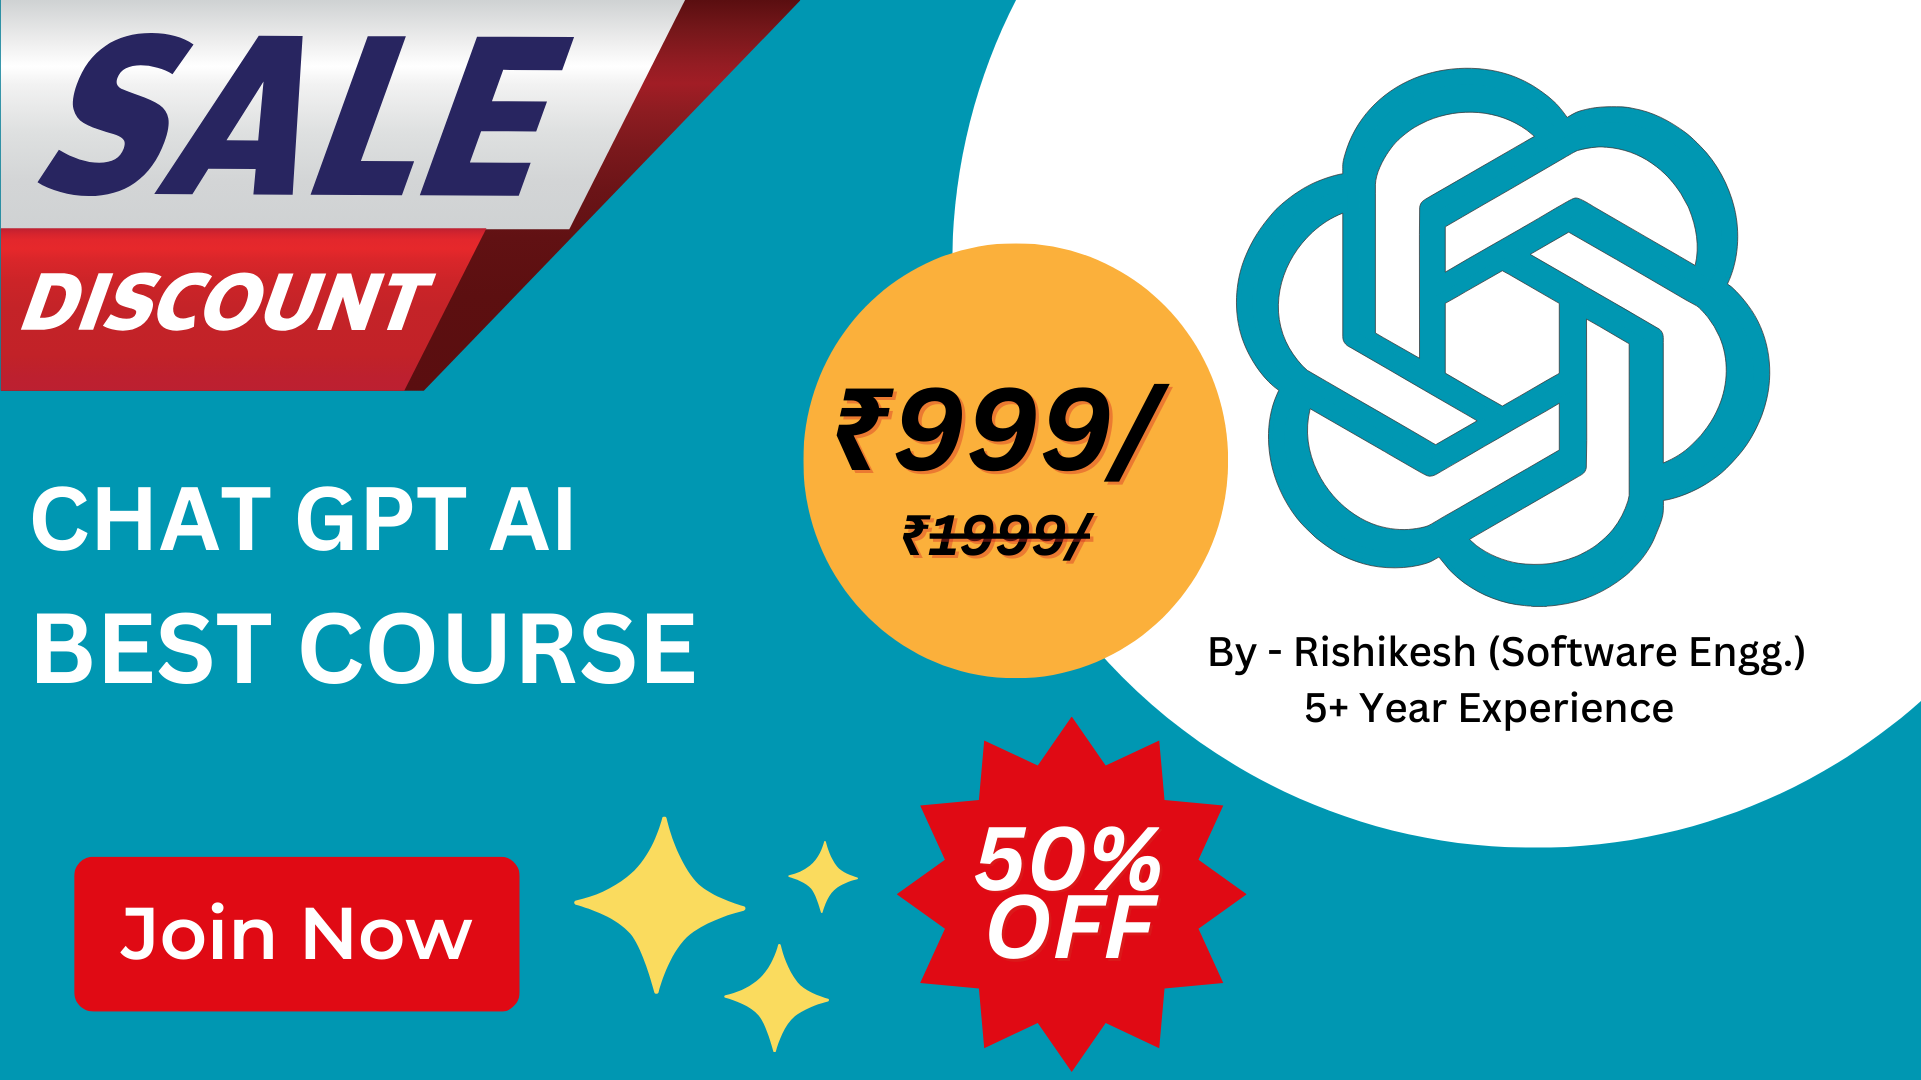 SALE
DISCOUNT
CHAT GPT AI
BEST COURSE
₹999/
₹1999/
By - Rishikesh (Software Engg.)
5+ Year Experience
Join Now
50%
OFF